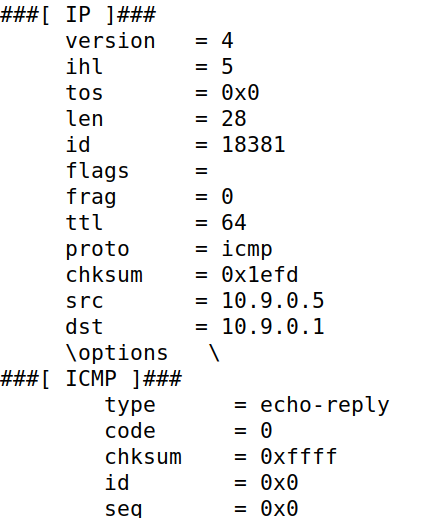 ###[ IP ]###
     version   = 4
     ihl       = 5
     tos       = 0x0
     len       = 28
     id        = 18381
     flags     =
     frag      = 0
     ttl       = 64
     proto     = icmp
     chksum    = 0x1efd
     src       = 10.9.0.5
     dst       = 10.9.0.1
     \options   \
###[ ICMP ]###
        type      = echo-reply
        code      = 0
        chksum    = 0xffff
        id        = 0x0
        seq       = 0x0